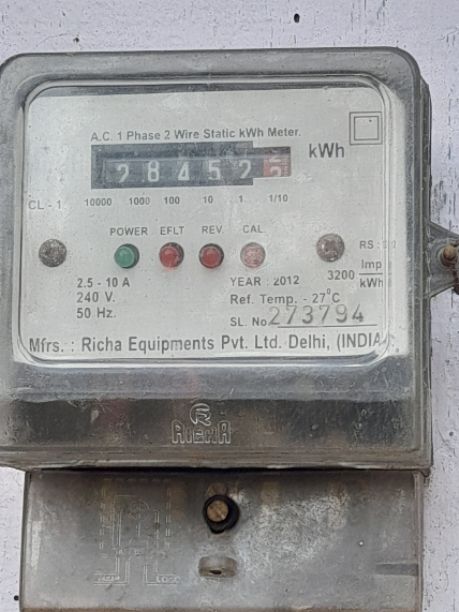 A.C. 1 Phase 2 Wire Static kWh Meter.
28452 kWh
CL - 1 10000 1000 100 10 1 1/10
POWER EFLT REV. CAL
2.5 - 10 A
240 V.
50 Hz.
YEAR : 2012
Ref. Temp. - 27°C
SL. No 273794
3200 Imp / kWh
Mfrs. : Richa Equipments Pvt. Ltd. Delhi, (INDIA)
RICHA